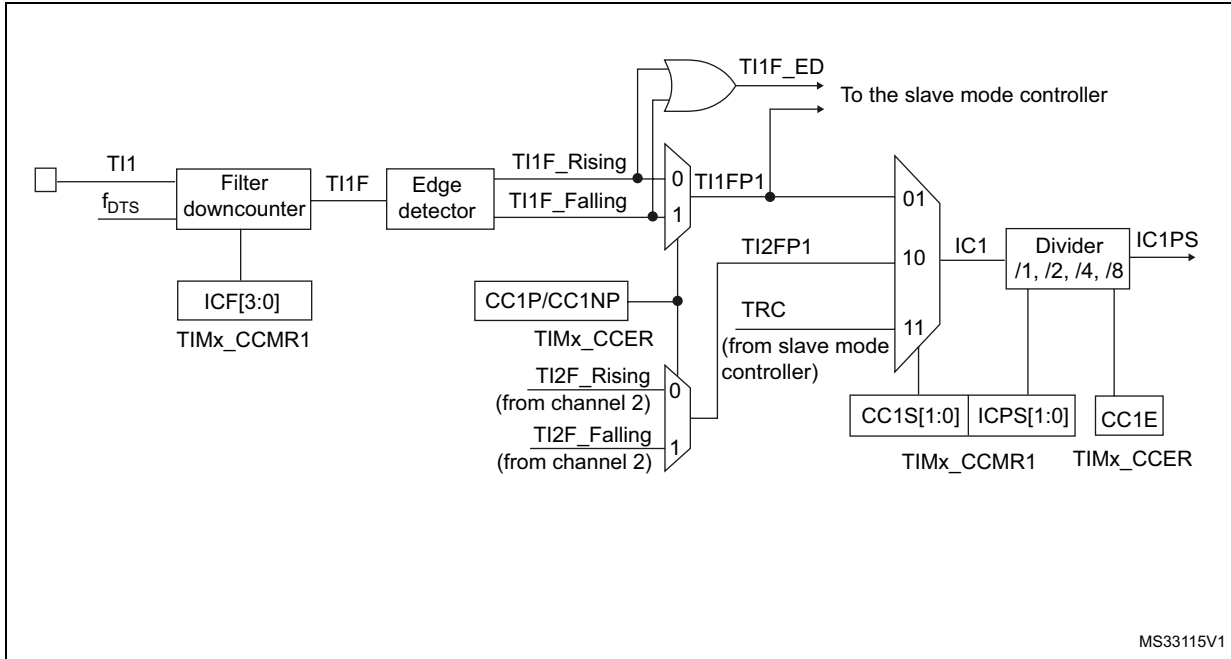 TI1F_ED
To the slave mode controller
TI1
Filter
downcounter
fDTS
TI1F
Edge
detector
TI1F_Rising
TI1F_Falling
0
1
TI1FP1
01
10
11
TI2FP1
TRC
(from slave mode
controller)
IC1
Divider
/1, /2, /4, /8
IC1PS
ICF[3:0]
TIMx_CCMR1
CC1P/CC1NP
TIMx_CCER
TI2F_Rising
(from channel 2)
TI2F_Falling
(from channel 2)
0
1
CC1S[1:0]
ICPS[1:0]
TIMx_CCMR1
CC1E
TIMx_CCER
MS33115V1